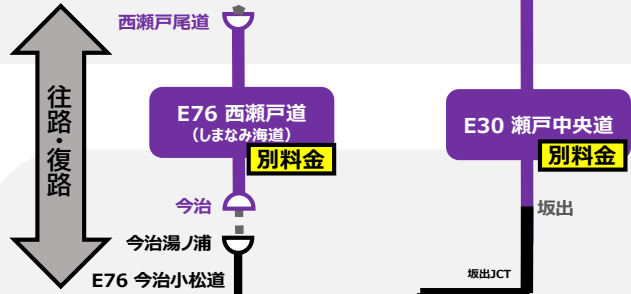 西瀬戸尾道
往路・復路
E76 西瀬戸道
(しまなみ海道)
別料金
E30 瀬戸中央道
別料金
今治
坂出
今治湯ノ浦
坂出JCT
E76 今治小松道